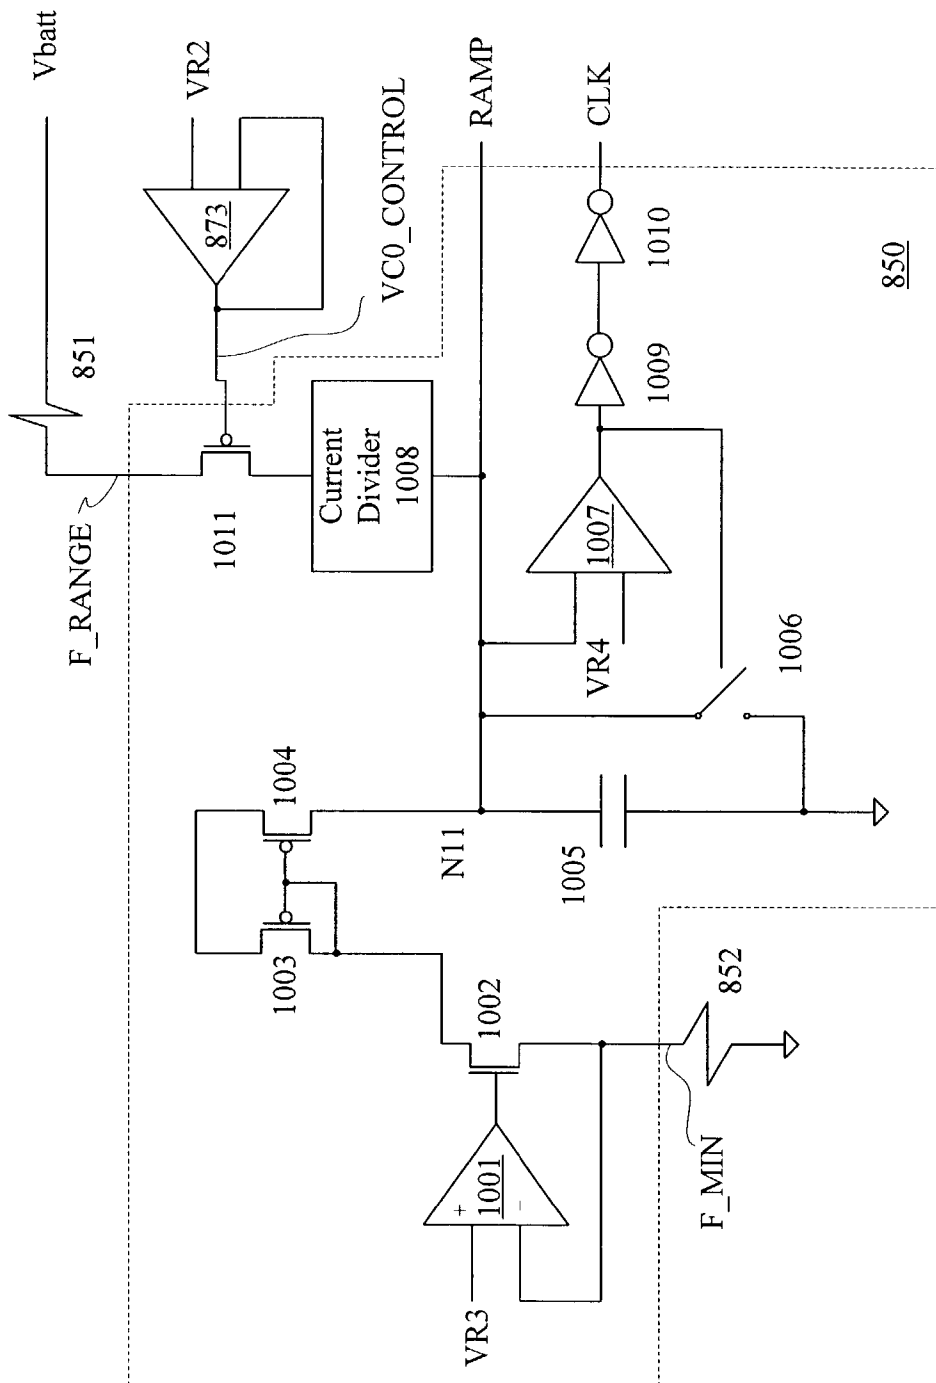 Vbatt
VR2
873
VC0_CONTROL
851
F_RANGE
1011
Current
Divider
1008
RAMP
CLK
1010
1009
1007
VR4
1006
850
1004
1003
N11
1005
1002
852
1001
+
-
VR3
F_MIN